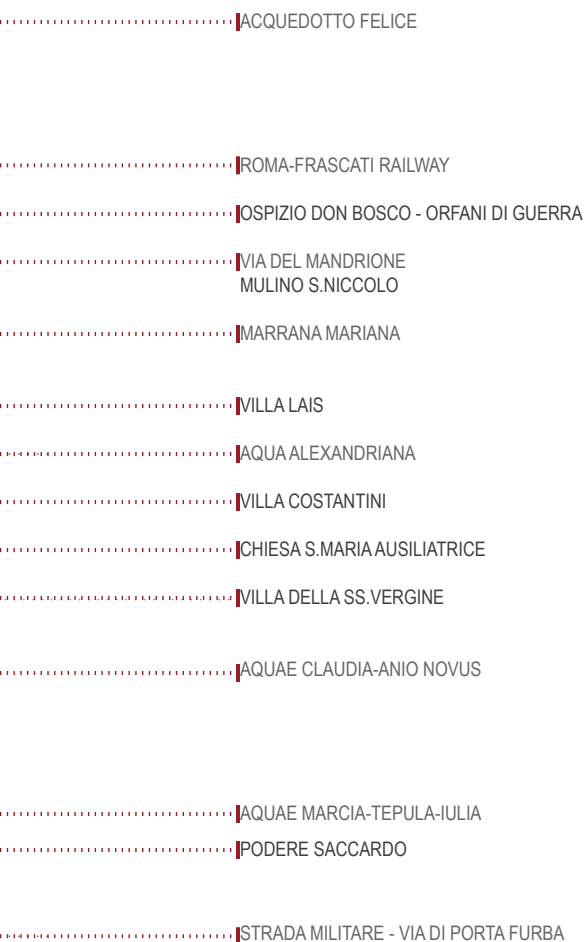 ACQUEDOTTO FELICE
ROMA-FRASCATI RAILWAY
OSPIZIO DON BOSCO - ORFANI DI GUERRA
VIA DEL MANDRIONE
MULINO S.NICCOLO
MARRANA MARIANA
VILLA LAIS
AQUA ALEXANDRIANA
VILLA COSTANTINI
CHIESA S.MARIA AUSILIATRICE
VILLA DELLA SS.VERGINE
AQUAE CLAUDIA-ANIO NOVUS
AQUAE MARCIA-TEPULA-IULIA
PODERE SACCARDO
STRADA MILITARE - VIA DI PORTA FURBA